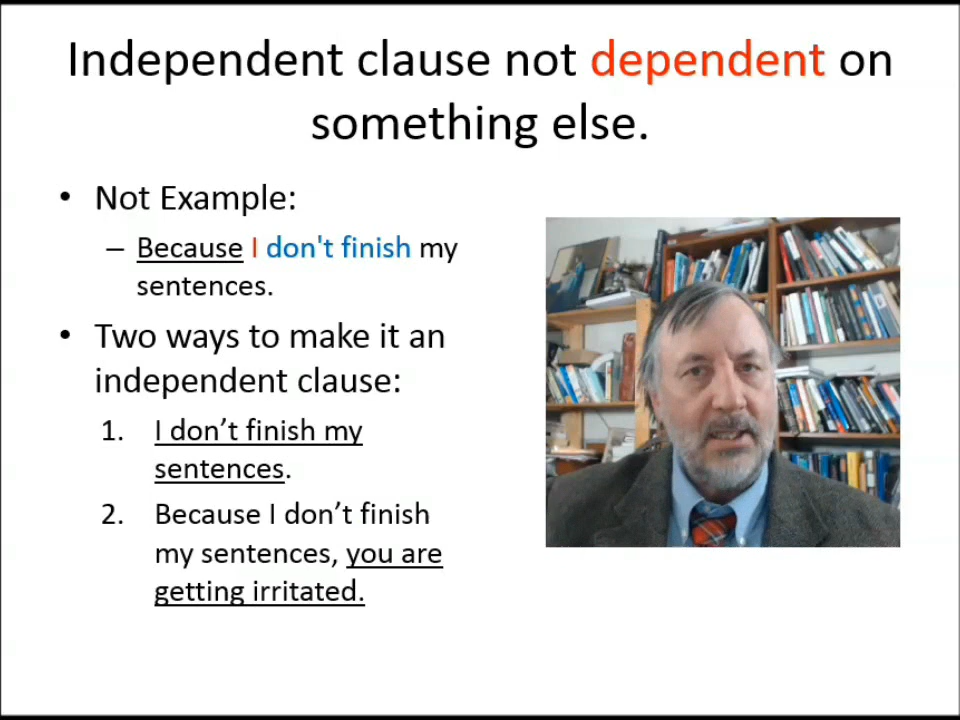 Independent clause not dependent on
something else.
• Not Example:
– Because I don't finish my
sentences.
• Two ways to make it an
independent clause:
1. I don’t finish my
sentences.
2. Because I don’t finish
my sentences, you are
getting irritated.